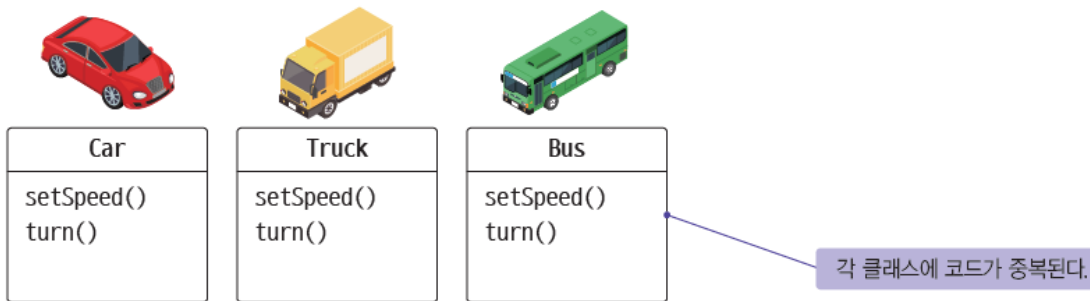 Car
setSpeed()
turn()
Truck
setSpeed()
turn()
Bus
setSpeed()
turn()
각 클래스에 코드가 중복된다.